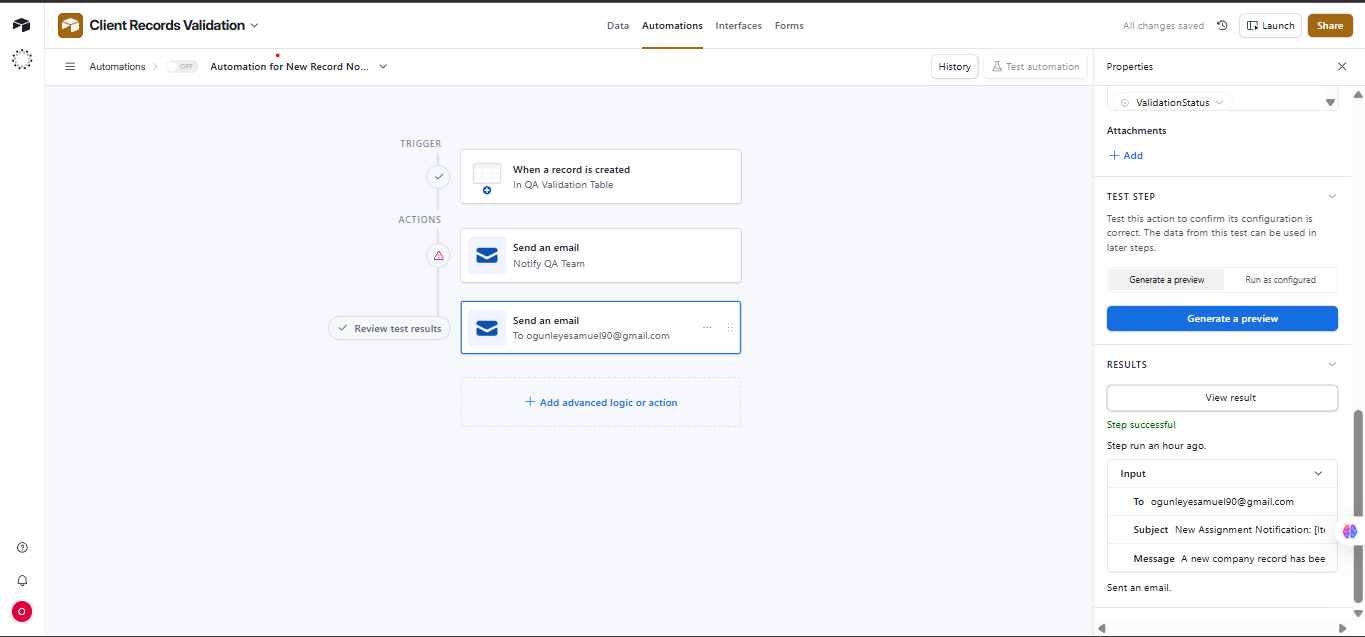 Client Records Validation
Data Automations Interfaces Forms
All changes saved
Launch
Share
Automations
OFF
Automation for New Record No...
History
Test automation
Properties
TRIGGER
When a record is created
In QA Validation Table
ACTIONS
Send an email
Notify QA Team
Review test results
Send an email
To ogunleyesamuel90@gmail.com
Add advanced logic or action
ValidationStatus
Attachments
Add
TEST STEP
Test this action to confirm its configuration is
correct. The data from this test can be used in
later steps.
Generate a preview Run as configured
Generate a preview
RESULTS
View result
Step successful
Step run an hour ago.
Input
To ogunleyesamuel90@gmail.com
Subject New Assignment Notification: [Ite
Message A new company record has bee
Sent an email.
O